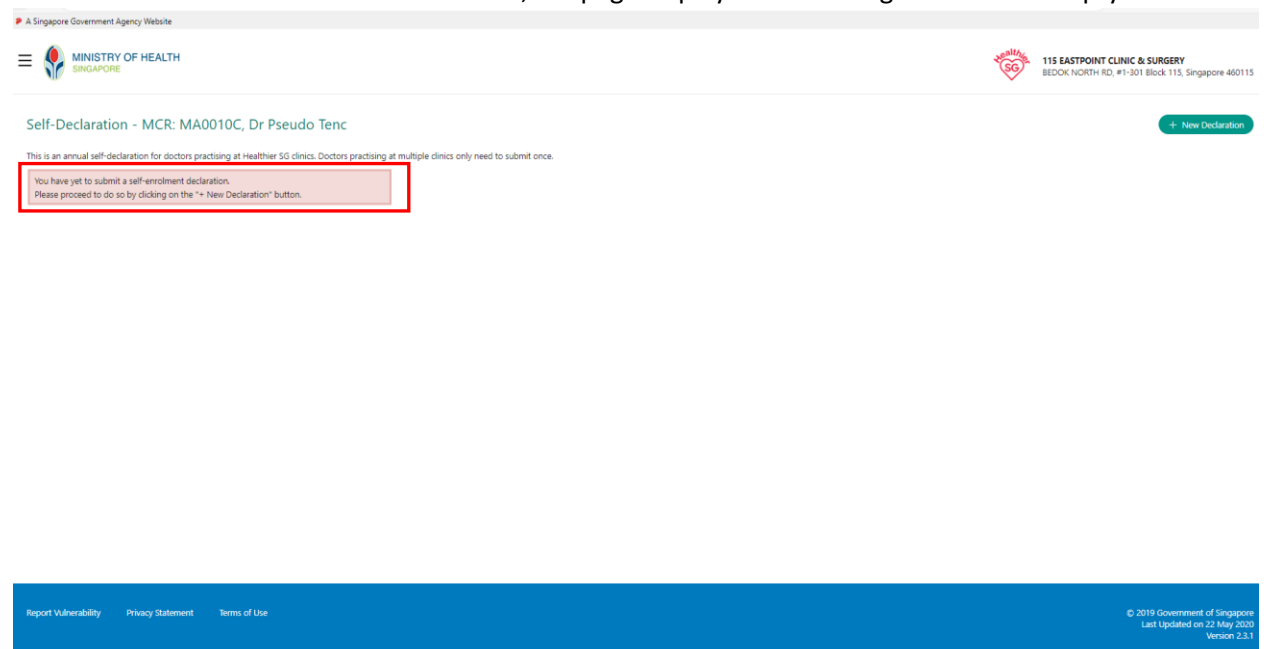 A Singapore Government Agency Website
MINISTRY OF HEALTH
SINGAPORE
Healthier
SG
115 EASTPOINT CLINIC & SURGERY
BEDOK NORTH RD, #1-301 Block 115, Singapore 460115
Self-Declaration - MCR: MA0010C, Dr Pseudo Tenc
+ New Declaration
This is an annual self-declaration for doctors practising at Healthier SG clinics. Doctors practising at multiple clinics only need to submit once.
You have yet to submit a self-enrolment declaration.
Please proceed to do so by clicking on the "+ New Declaration" button.
Report Vulnerability Privacy Statement Terms of Use
© 2019 Government of Singapore
Last Updated on 22 May 2020
Version 2.3.1